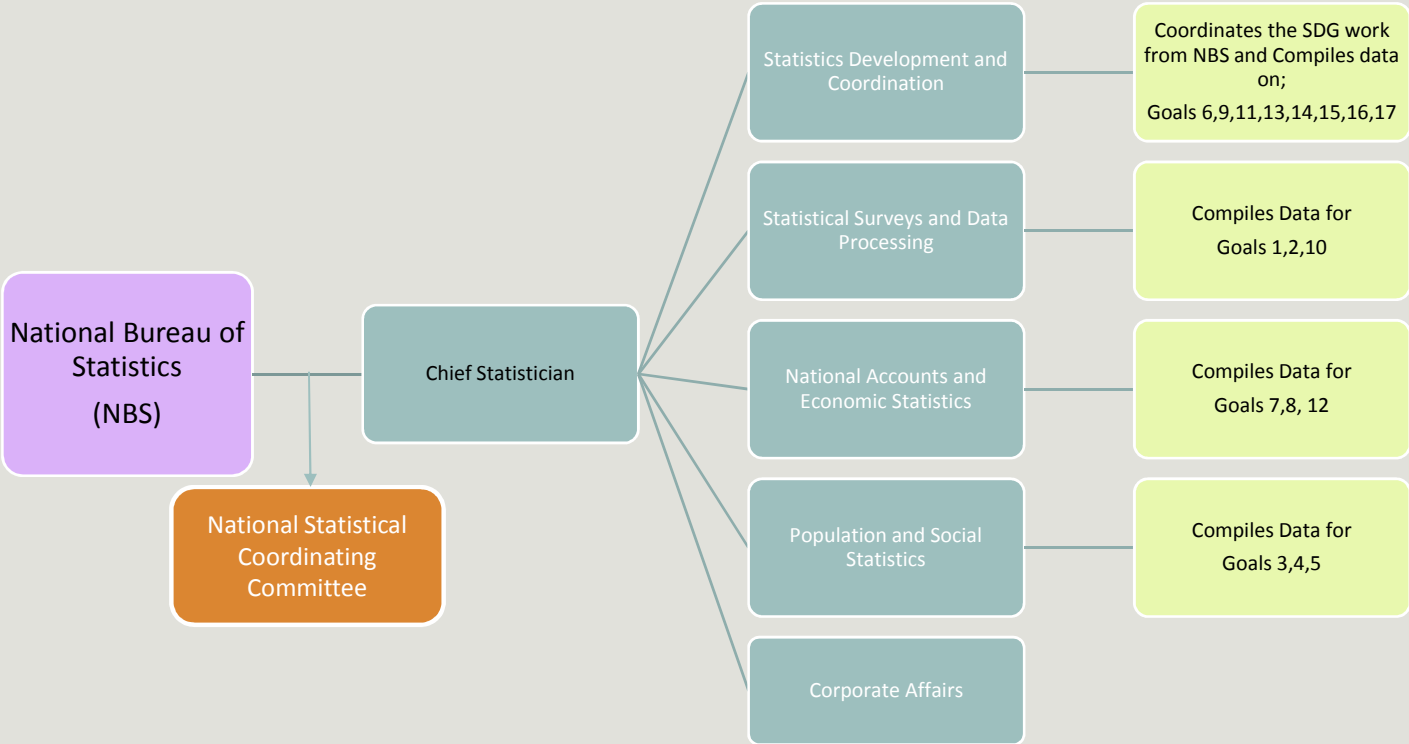 National Bureau of
Statistics
(NBS)
National Statistical
Coordinating
Committee
Chief Statistician
Statistics Development and
Coordination
Coordinates the SDG work
from NBS and Compiles data
on;
Goals 6,9,11,13,14,15,16,17
Statistical Surveys and Data
Processing
Compiles Data for
Goals 1,2,10
National Accounts and
Economic Statistics
Compiles Data for
Goals 7,8, 12
Population and Social
Statistics
Compiles Data for
Goals 3,4,5
Corporate Affairs